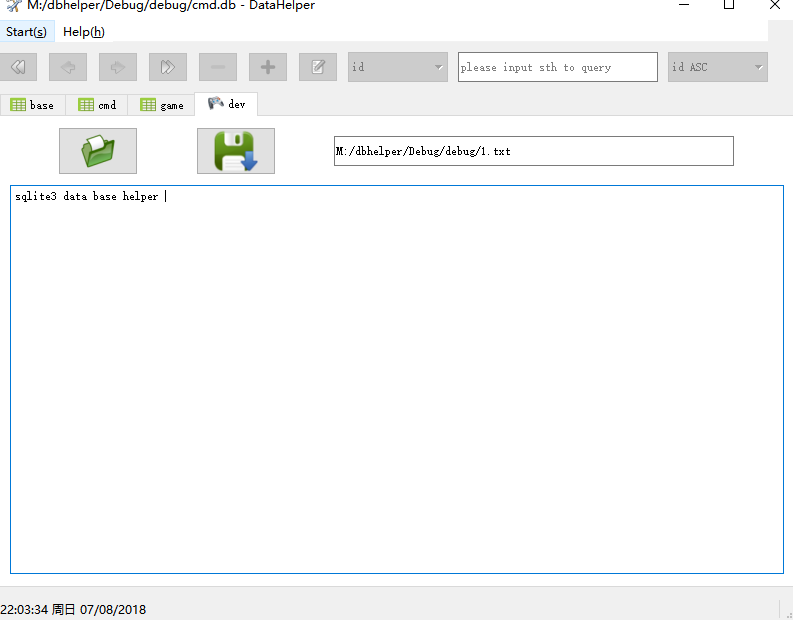 M:/dbhelper/Debug/debug/cmd.db - DataHelper
Start(s) Help(h)
id please input sth to query id ASC
base cmd game dev
M:/dbhelper/Debug/debug/1.txt
sqlite3 data base helper
22:03:34 周日 07/08/2018